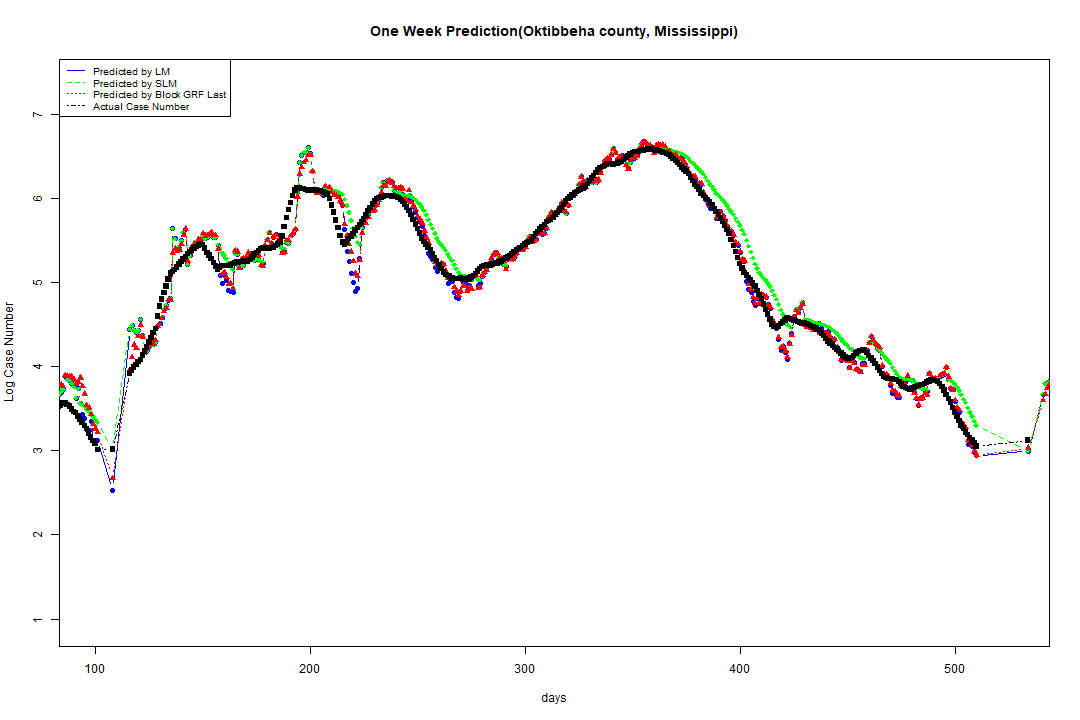 One Week Prediction(Oktibbeha county, Mississippi)
Predicted by LM
Predicted by SLM
Predicted by Block GRF Last
Actual Case Number
7
6
5
4
3
2
1
Log Case Number
100 200 300 400 500
days